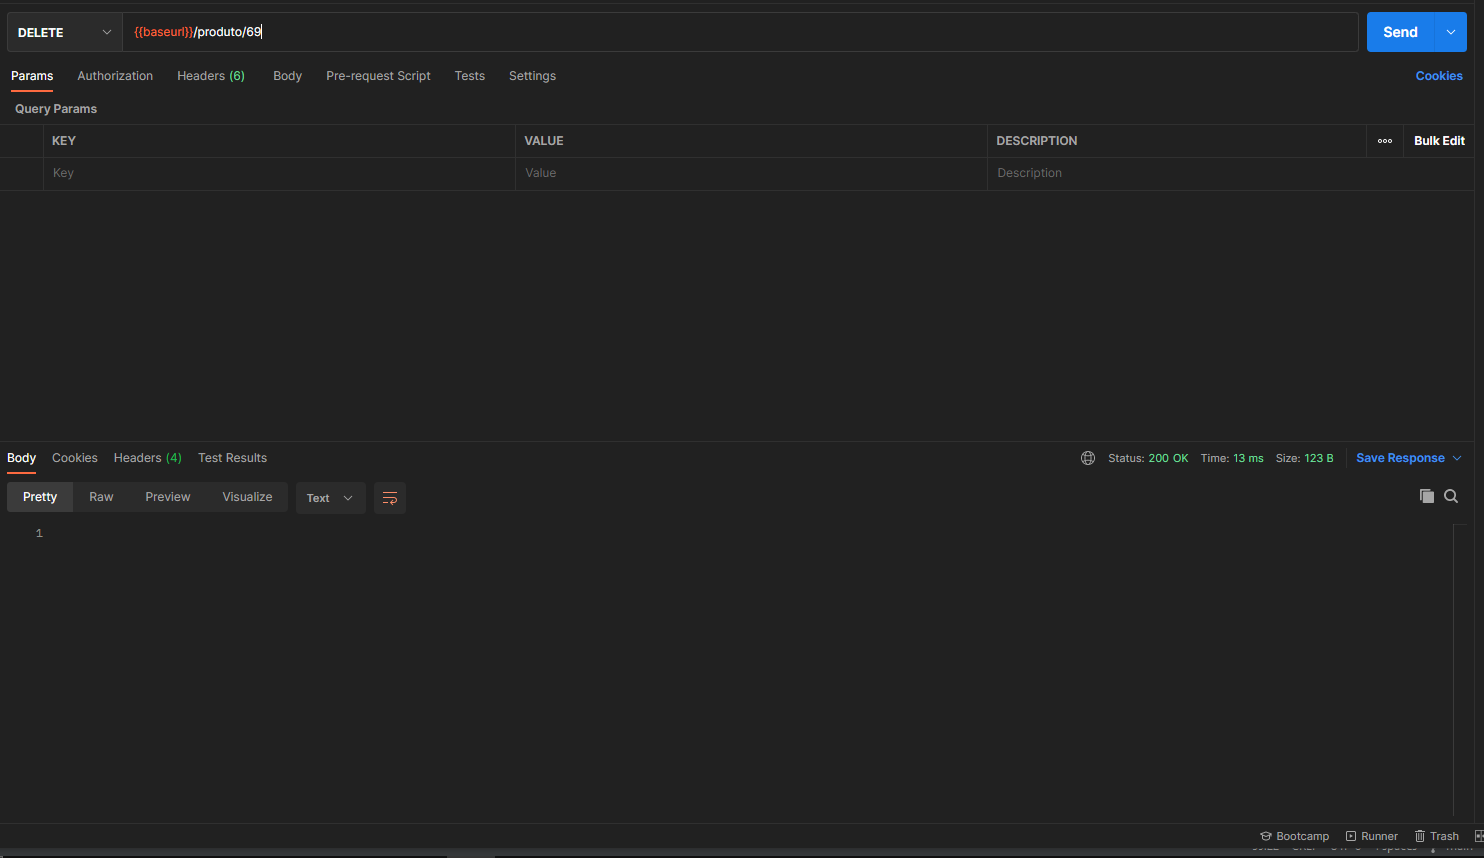 DELETE {{baseurl}}/produto/69 Send
Params Authorization Headers (6) Body Pre-request Script Tests Settings Cookies
Query Params
KEY VALUE DESCRIPTION Bulk Edit
Key Value Description
Body Cookies Headers (4) Test Results Status: 200 OK Time: 13 ms Size: 123 B Save Response
Pretty Raw Preview Visualize Text
1
Bootcamp Runner Trash